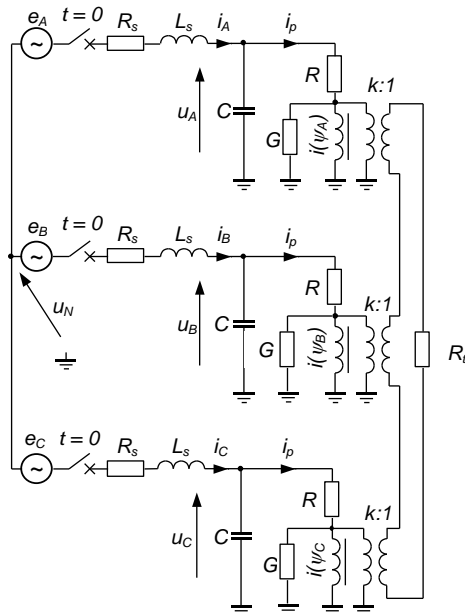 e_A t = 0 R_s L_s i_A i_p
R k:1
u_A C G i(ψ_A)
e_B t = 0 R_s L_s i_B i_p
R k:1
u_N u_B C G i(ψ_B) R_t
e_C t = 0 R_s L_s i_C i_p
R k:1
u_C C G i(ψ_C